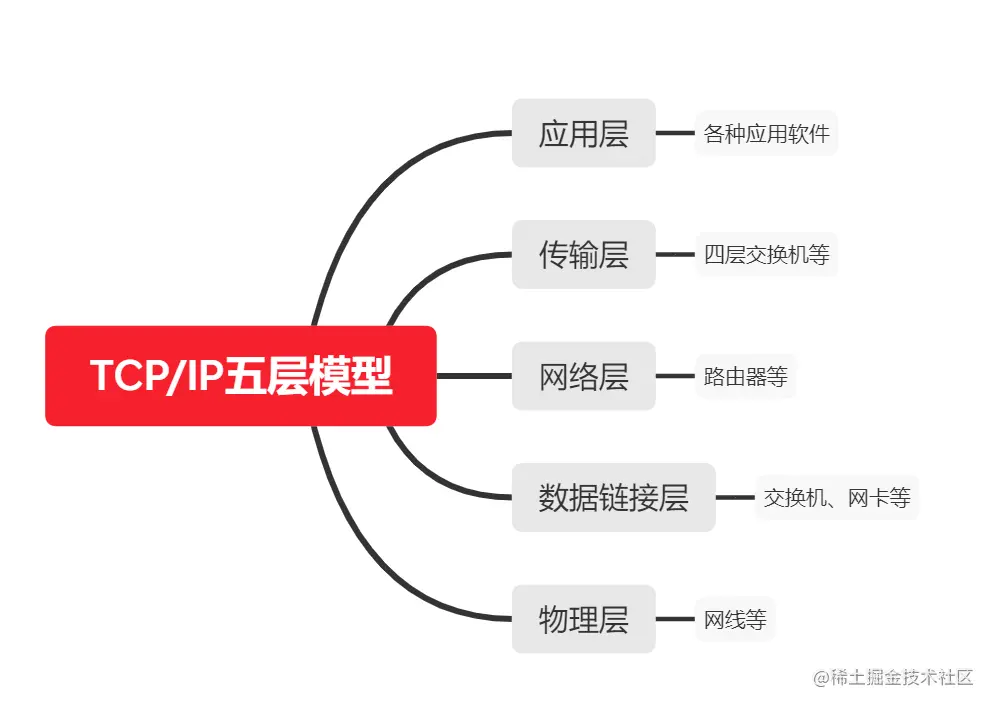 应用层
各种应用软件
传输层
四层交换机等
TCP/IP五层模型
网络层
路由器等
数据链接层
交换机、网卡等
物理层
网线等
@稀土掘金技术社区